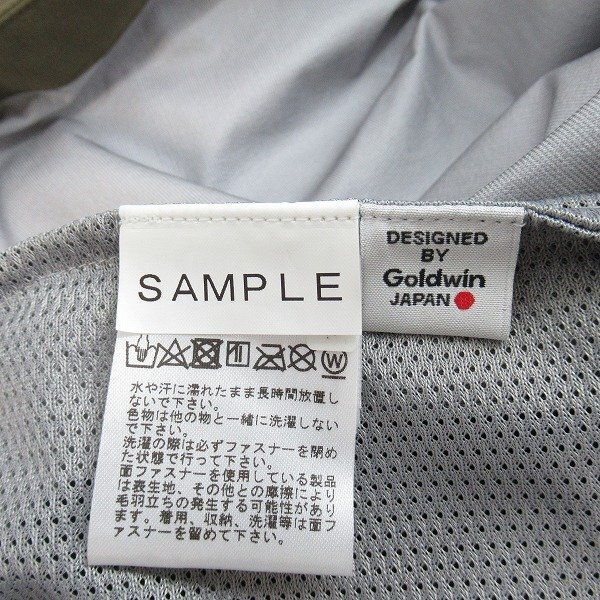 SAMPLE
DESIGNED
BY
Goldwin
JAPAN
W
水や汗に濡れたまま長時間放置し
ないで下さい。
色物は他の物と一緒に洗濯しない
で下さい。
洗濯の際は必ずファスナーを閉め
た状態で行って下さい。
面ファスナーを使用している製品
は表生地、その他との摩擦により
毛羽立ちの発生する可能性があり
ます。着用、収納、洗濯等は面フ
ァスナーを留めて下さい。